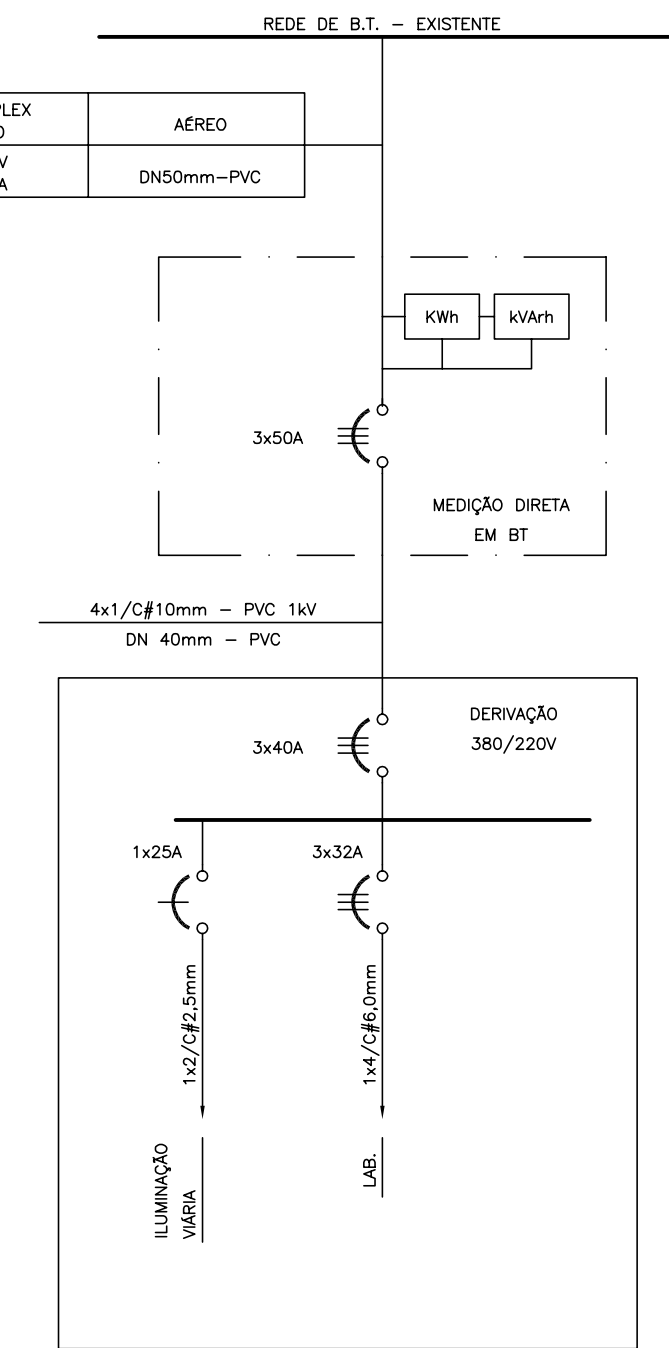 REDE DE B.T. - EXISTENTE
AÉREO
DN50mm-PVC
KWh
kVArh
3x50A
MEDIÇÃO DIRETA
EM BT
4x1/C#10mm - PVC 1kV
DN 40mm - PVC
DERIVAÇÃO
380/220V
3x40A
1x25A
3x32A
1x2/C#2,5mm
1x4/C#6,0mm
ILUMINAÇÃO
VIÁRIA
LAB.